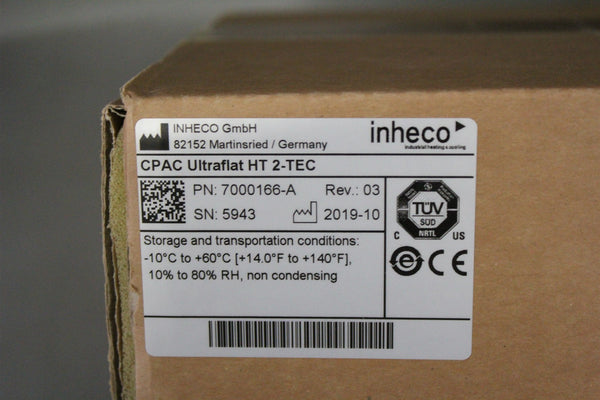 INHECO GmbH
82152 Martinsried / Germany
inheco
industrial heating & cooling
CPAC Ultraflat HT 2-TEC
PN: 7000166-A Rev.: 03
SN: 5943 2019-10
Storage and transportation conditions:
-10°C to +60°C [+14.0°F to +140°F],
10% to 80% RH, non condensing
TÜV
SÜD
NRTL
C US
e CE